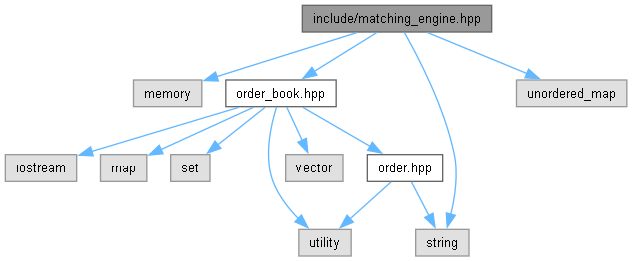 include/matching_engine.hpp
memory
order_book.hpp
unordered_map
iostream
map
set
vector
order.hpp
utility
string